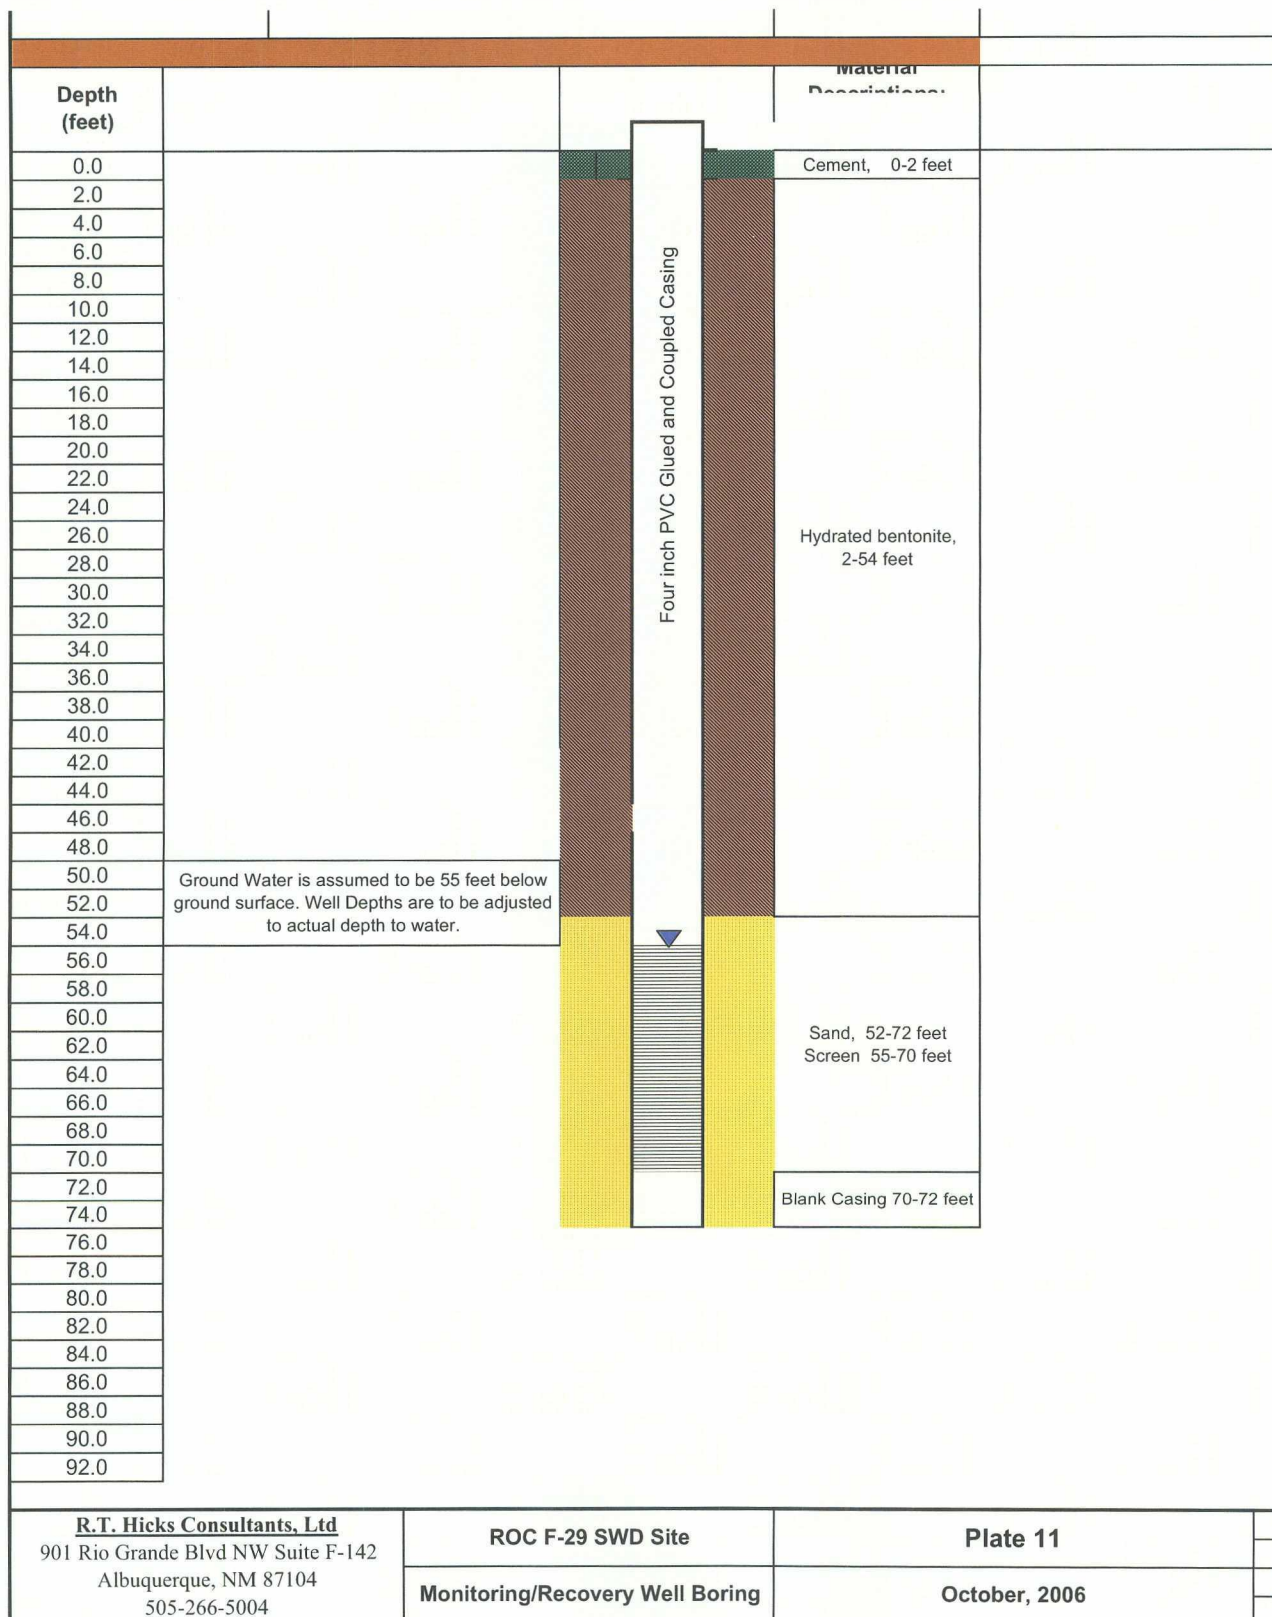 Material
Descriptions:
Depth
(feet)
0.0
2.0
4.0
6.0
8.0
10.0
12.0
14.0
16.0
18.0
20.0
22.0
24.0
26.0
28.0
30.0
32.0
34.0
36.0
38.0
40.0
42.0
44.0
46.0
48.0
50.0
52.0
54.0
56.0
58.0
60.0
62.0
64.0
66.0
68.0
70.0
72.0
74.0
76.0
78.0
80.0
82.0
84.0
86.0
88.0
90.0
92.0
Ground Water is assumed to be 55 feet below
ground surface. Well Depths are to be adjusted
to actual depth to water.
Four inch PVC Glued and Coupled Casing
Cement, 0-2 feet
Hydrated bentonite,
2-54 feet
Sand, 52-72 feet
Screen 55-70 feet
Blank Casing 70-72 feet
R.T. Hicks Consultants, Ltd
901 Rio Grande Blvd NW Suite F-142
Albuquerque, NM 87104
505-266-5004
ROC F-29 SWD Site
Monitoring/Recovery Well Boring
Plate 11
October, 2006